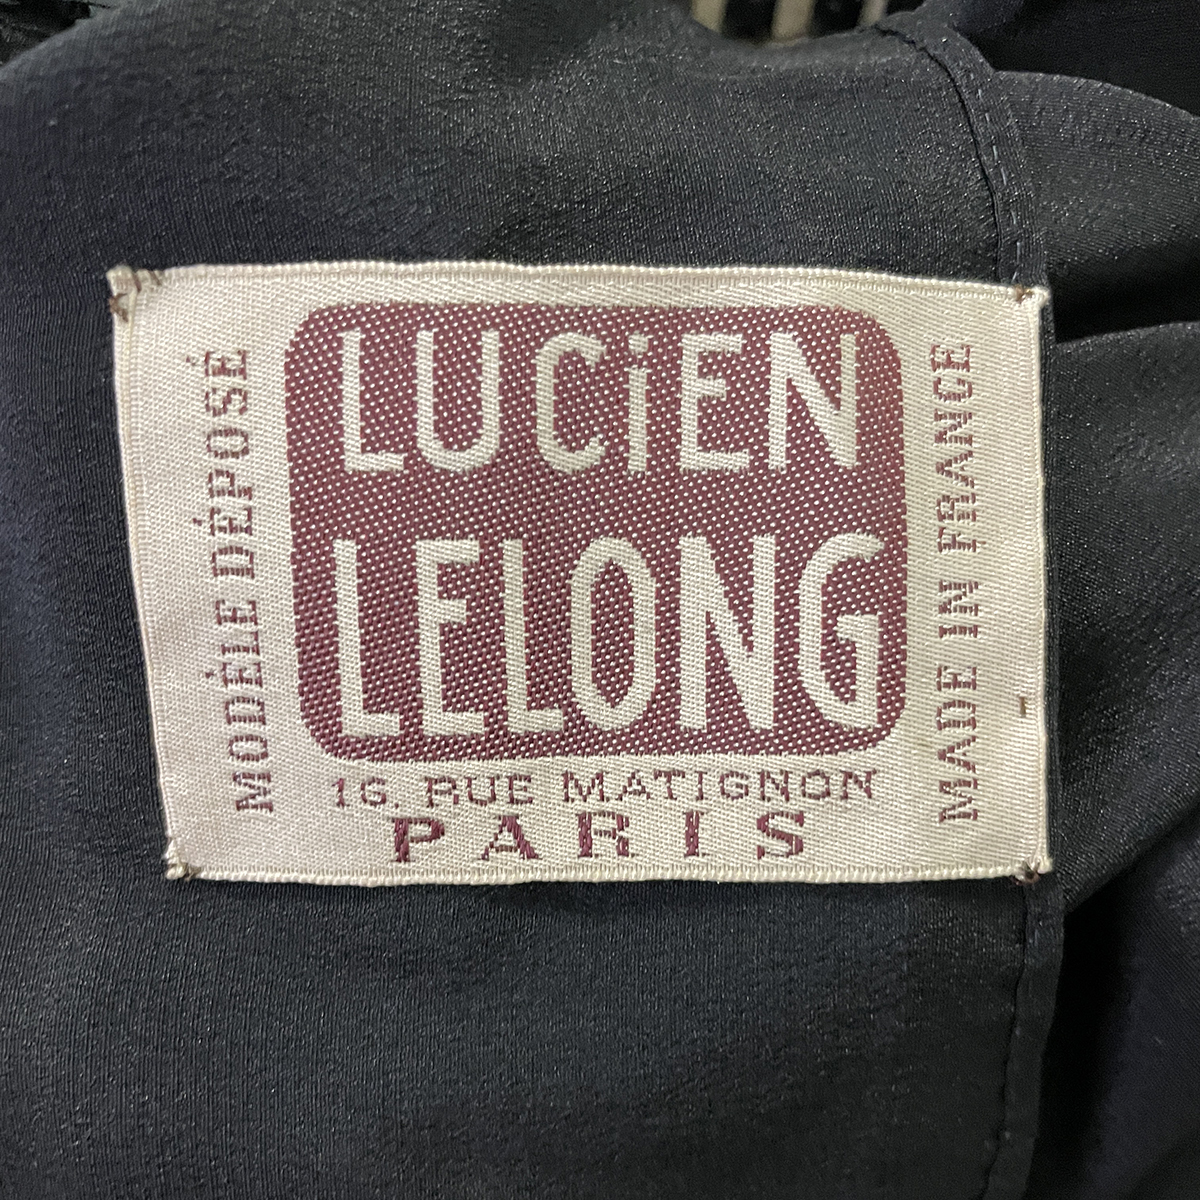 LUCiEN
LELONG
16. RUE MATIGNON
PARIS
MODÈLE DÉPOSÉ
MADE IN FRANCE